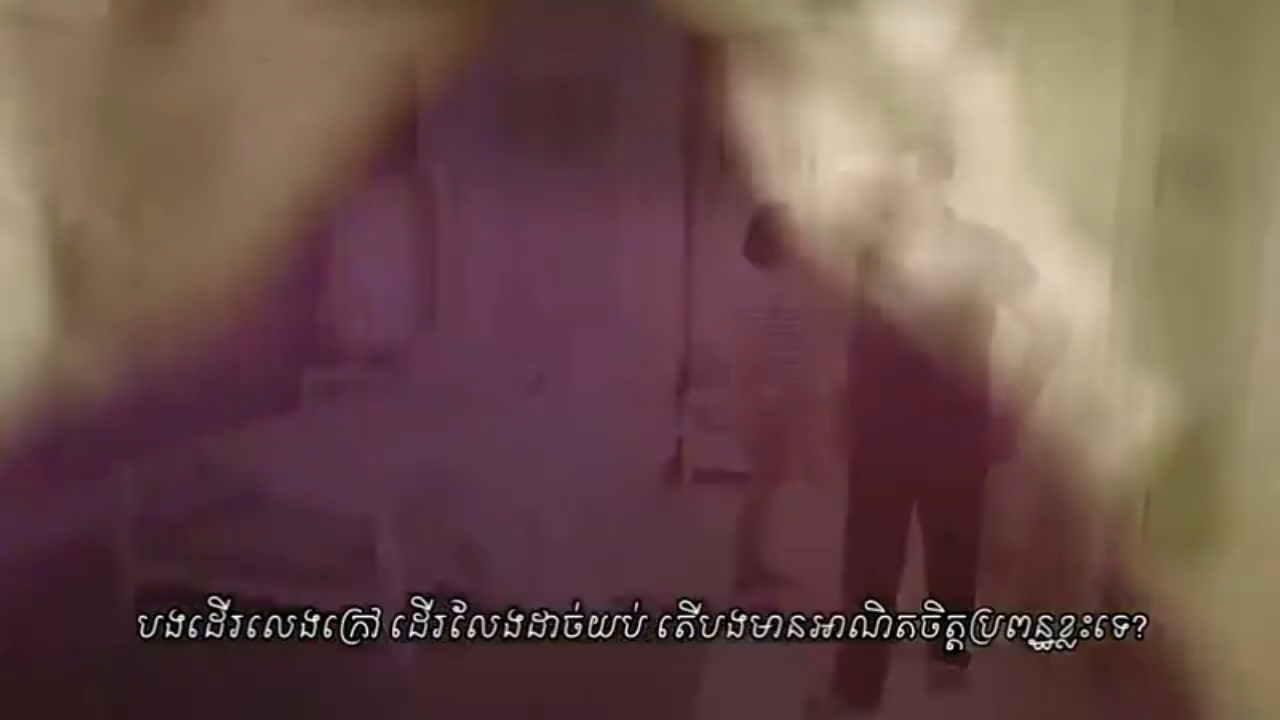 បងដើរលេងក្រៅ ដើរលែងដាច់យប់ តើបងមានអាណិតចិត្តប្រពន្ធខ្លះទេ?